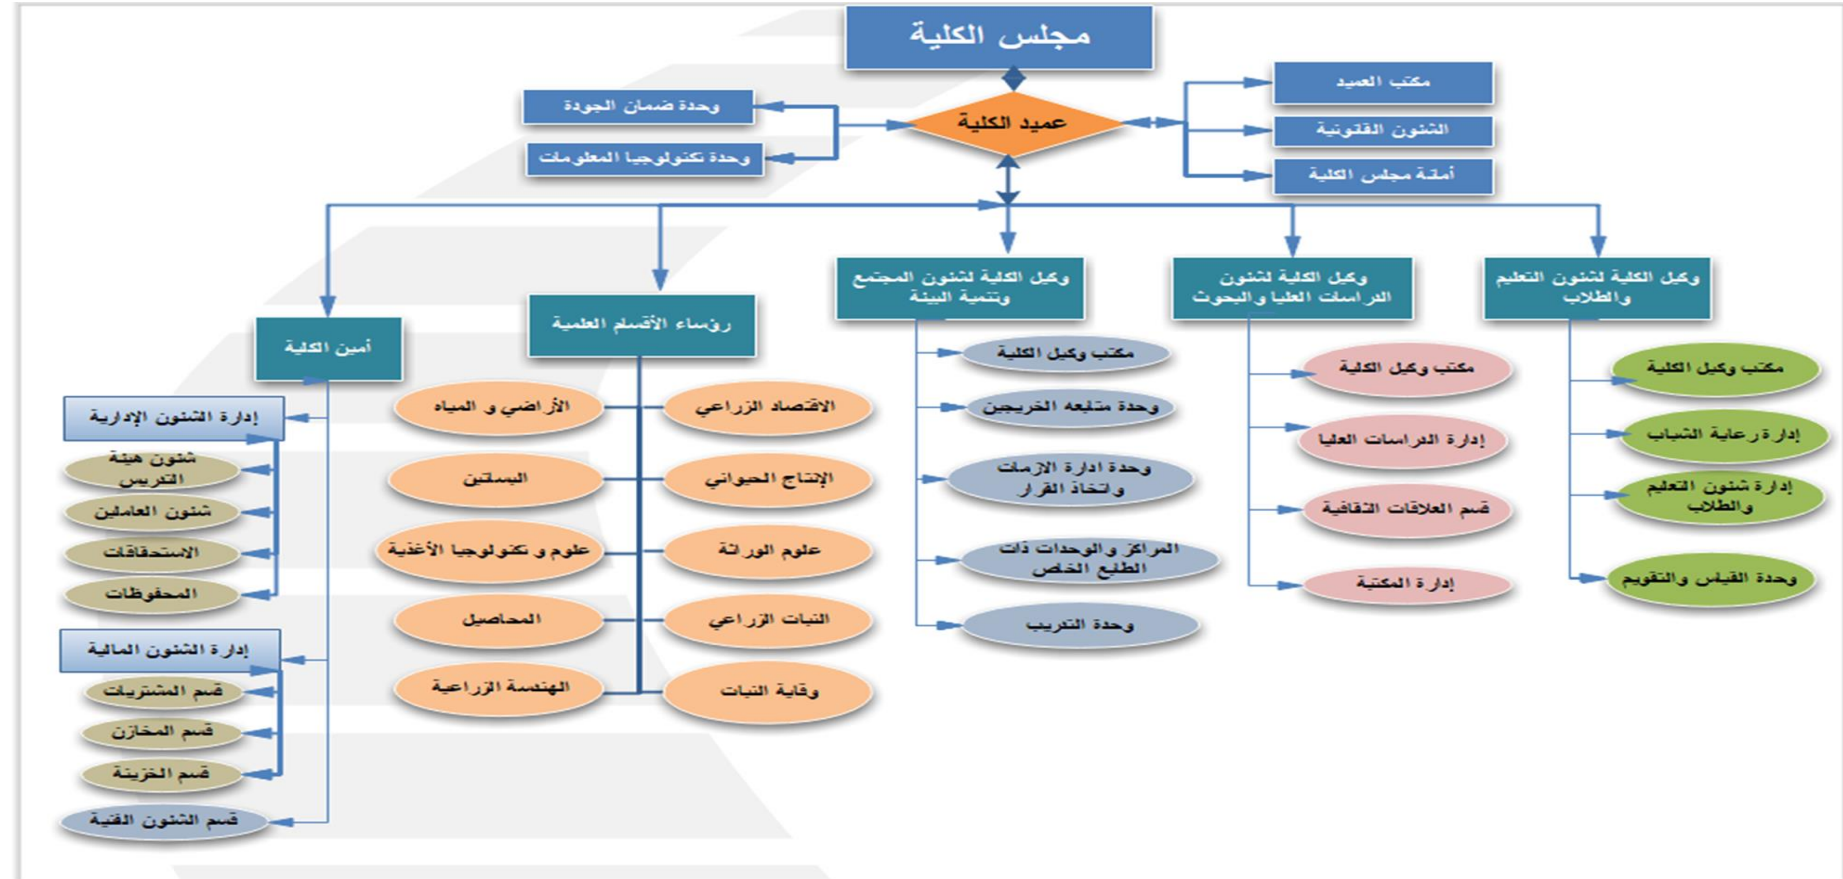 مجلس الكلية
عميد الكلية
مكتب العميد
الشئون القانونية
أمانة مجلس الكلية
وحدة ضمان الجودة
وحدة تكنولوجيا المعلومات
وكيل الكلية لشئون التعليم
والطلاب
مكتب وكيل الكلية
إدارة رعاية الشباب
إدارة شئون التعليم
والطلاب
وحدة القياس والتقويم
وكيل الكلية لشئون
الدراسات العليا والبحوث
مكتب وكيل الكلية
إدارة الدراسات العليا
قسم العلاقات الثقافية
إدارة المكتبة
وكيل الكلية لشئون المجتمع
وتنمية البيئة
مكتب وكيل الكلية
وحدة متابعه الخريجين
وحدة ادارة الازمات
واتخاذ القرار
المراكز والوحدات ذات
الطابع الخاص
وحدة التدريب
رؤساء الأقسام العلمية
الاقتصاد الزراعي
الأراضي و المياه
الإنتاج الحيواني
البساتين
علوم الوراثة
علوم و تكنولوجيا الأغذية
النبات الزراعي
المحاصيل
وقاية النبات
الهندسة الزراعية
أمين الكلية
إدارة الشئون الإدارية
شئون هيئة
التدريس
شئون العاملين
الاستحقاقات
المحفوظات
إدارة الشئون المالية
قسم المشتريات
قسم المخازن
قسم الخزينة
قسم الشئون الفنية